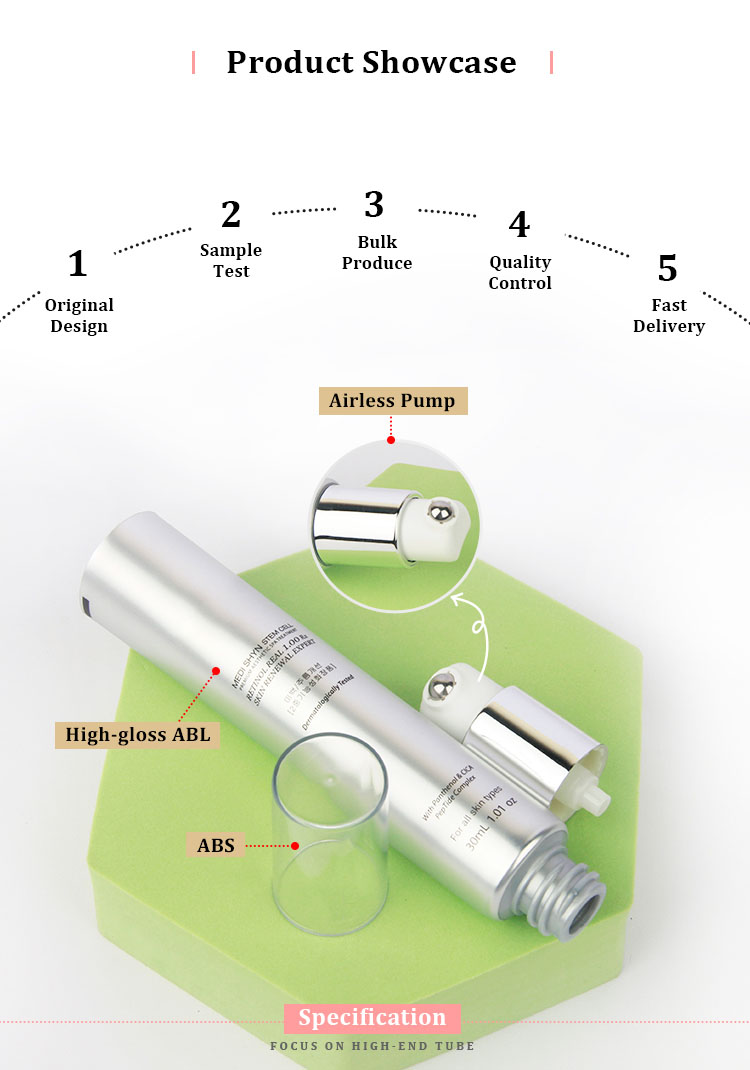 Product Showcase
1
Original
Design
2
Sample
Test
3
Bulk
Produce
4
Quality
Control
5
Fast
Delivery
Airless Pump
MEDI SHYN STEM CELL
RETINOL REAL 1.00 Rx
SKIN RENEWAL EXPERT
Dermatologically Tested
High-gloss ABL
ABS
With Panthenol & CICA
PepTide Complex
For all skin types
30mL 1.01 oz
Specification
FOCUS ON HIGH-END TUBE